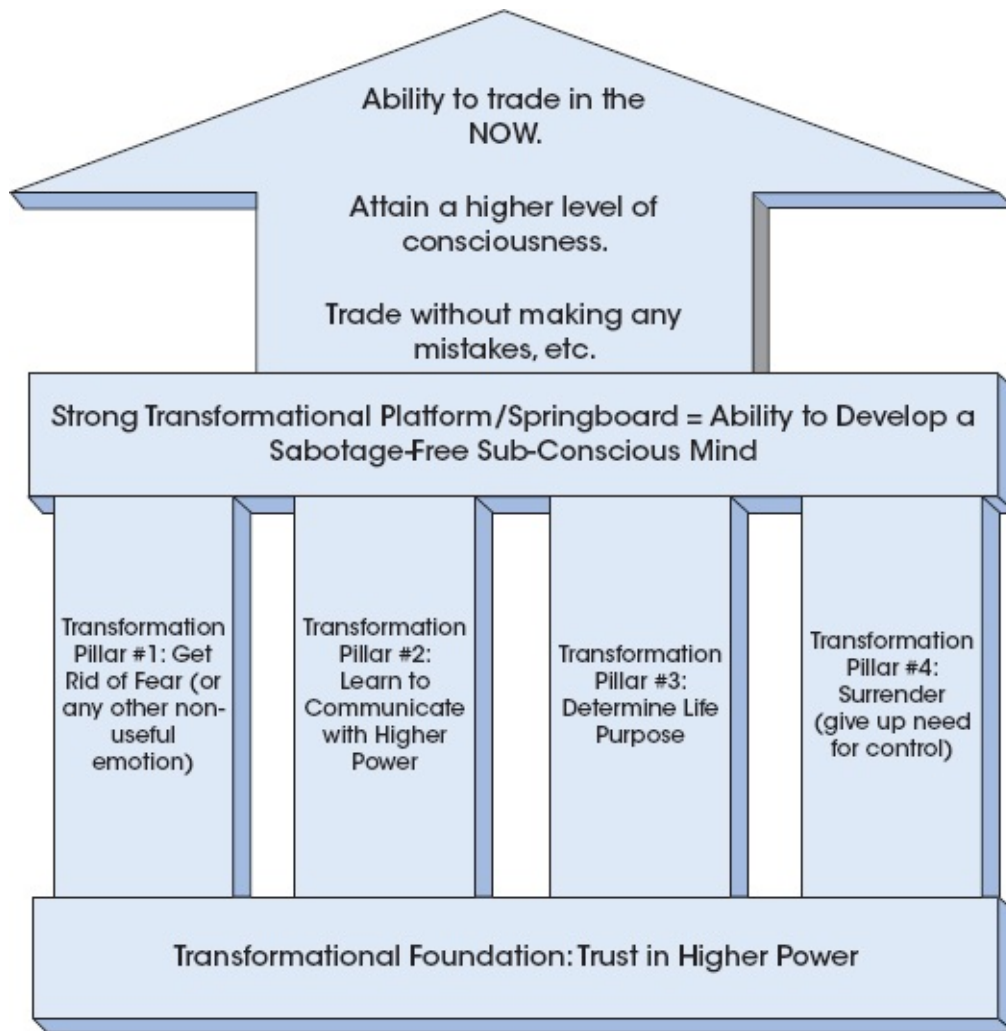 Ability to trade in the
NOW.
Attain a higher level of
consciousness.
Trade without making any
mistakes, etc.
Strong Transformational Platform/Springboard = Ability to Develop a
Sabotage-Free Sub-Conscious Mind
Transformation
Pillar #1: Get
Rid of Fear (or
any other non-
useful
emotion)
Transformation
Pillar #2:
Learn to
Communicate
with Higher
Power
Transformation
Pillar #3:
Determine Life
Purpose
Transformation
Pillar #4:
Surrender
(give up need
for control)
Transformational Foundation: Trust in Higher Power